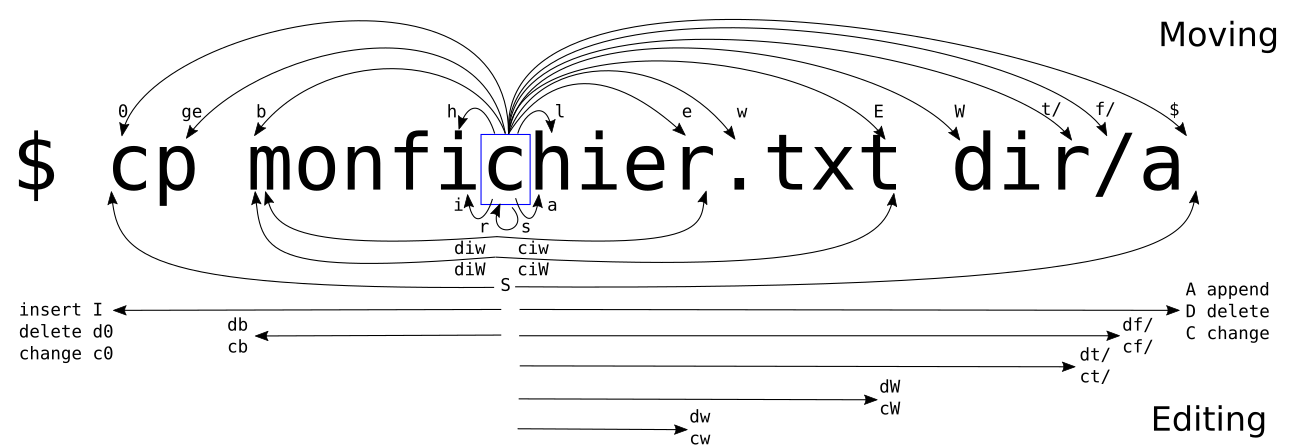 Moving
0 ge b h l e w E W t/ f/ $
$ cp monfichier.txt dir/a
i a
r s
diw ciw
diW ciW
S
insert I
delete d0
change c0
A append
D delete
C change
db
cb
df/
cf/
dt/
ct/
dW
cW
dw
cw
Editing